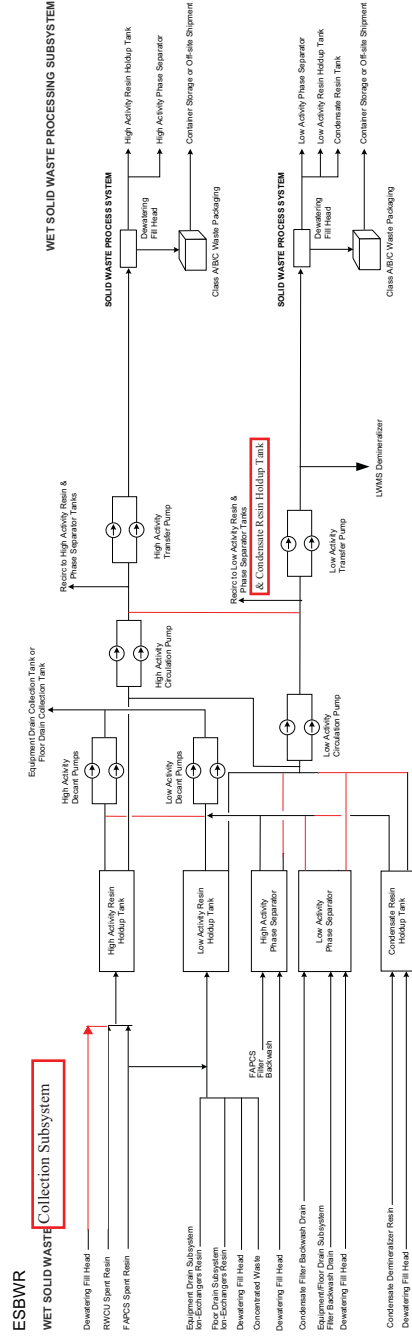 ESBWR
WET SOLID WASTE Collection Subsystem
WET SOLID WASTE PROCESSING SUBSYSTEM
Dewatering Fill Head
RWCU Spent Resin
FAPCS Spent Resin
High Activity Resin
Holdup Tank
High Activity
Decant Pumps
Equipment Drain Collection Tank or
Floor Drain Collection Tank
High Activity
Circulation Pump
Recirc to High Activity Resin &
Phase Separator Tanks
High Activity
Transfer Pump
SOLID WASTE PROCESS SYSTEM
Dewatering
Fill Head
Class A/B/C Waste Packaging
High Activity Resin Holdup Tank
High Activity Phase Separator
Container Storage or Off-site Shipment
Equipment Drain Subsystem
Ion-Exchangers Resin
Floor Drain Subsystem
Ion-Exchangers Resin
Dewatering Fill Head
Concentrated Waste
Low Activity Resin
Holdup Tank
Low Activity
Decant Pumps
FAPCS
Filter
Backwash
Dewatering Fill Head
High Activity
Phase Separator
Condensate Filter Backwash Drain
Equipment/Floor Drain Subsystem
Filter Backwash Drain
Dewatering Fill Head
Low Activity
Phase Separator
Condensate Demineralizer Resin
Dewatering Fill Head
Condensate Resin
Holdup Tank
Low Activity
Circulation Pump
Recirc to Low Activity Resin &
Phase Separator Tanks
& Condensate Resin Holdup Tank
Low Activity
Transfer Pump
LWMS Demineralizer
SOLID WASTE PROCESS SYSTEM
Dewatering
Fill Head
Class A/B/C Waste Packaging
Low Activity Phase Separator
Low Activity Resin Holdup Tank
Condensate Resin Tank
Container Storage or Off-site Shipment